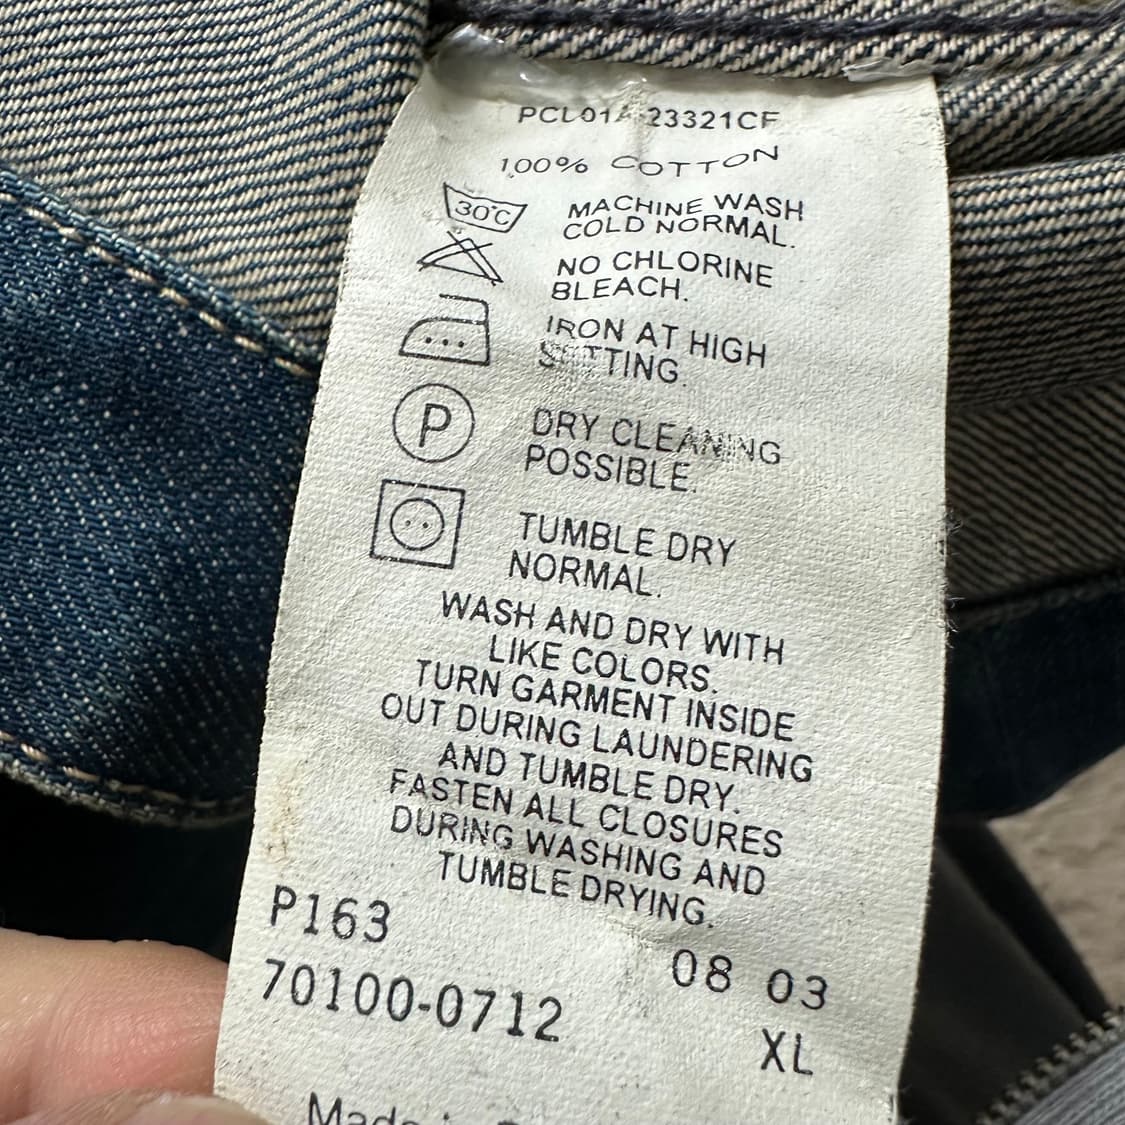 PCL01A-23321CF
100% COTTON
30°C
MACHINE WASH
COLD NORMAL.
NO CHLORINE
BLEACH.
IRON AT HIGH
SETTING.
P
DRY CLEANING
POSSIBLE.
TUMBLE DRY
NORMAL.
WASH AND DRY WITH
LIKE COLORS.
TURN GARMENT INSIDE
OUT DURING LAUNDERING
AND TUMBLE DRY.
FASTEN ALL CLOSURES
DURING WASHING AND
TUMBLE DRYING.
P163
08 03
70100-0712
XL
Made in